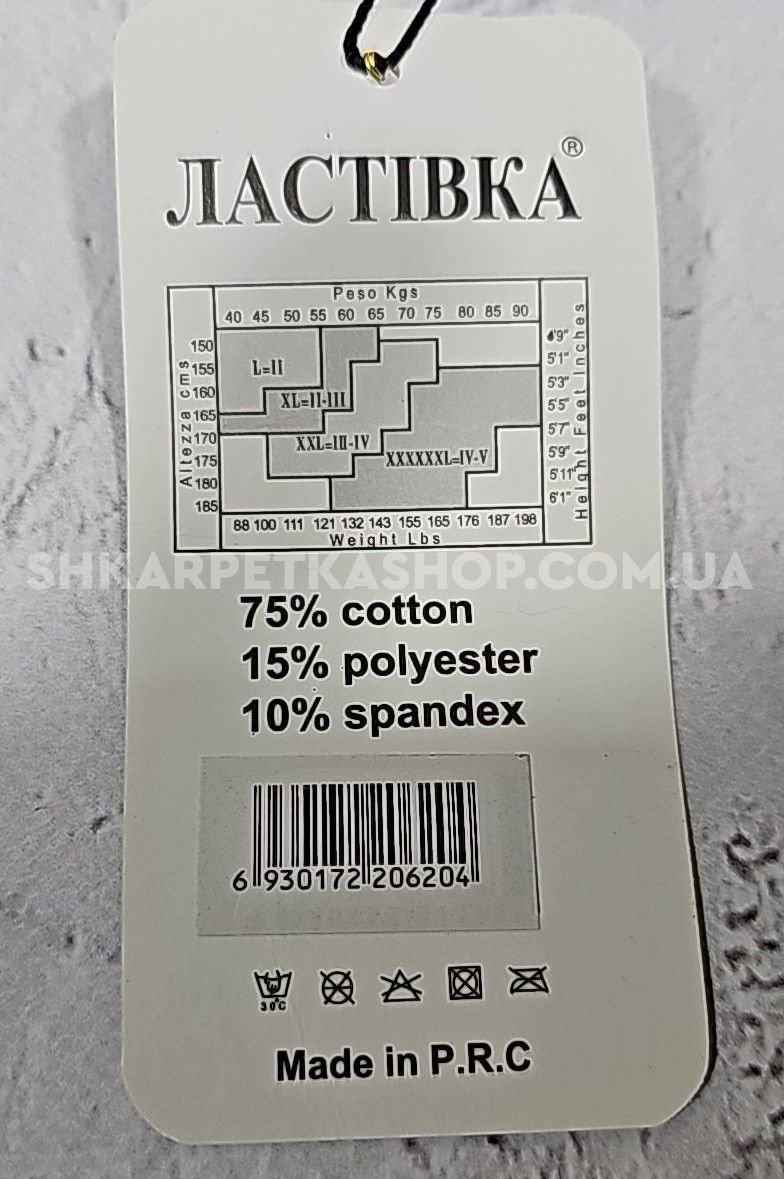 ЛАСТІВКА®
Peso Kgs
40 45 50 55 60 65 70 75 80 85 90
Altezza cms
150
155
160
165
170
175
180
185
L=II
XL=II-III
XXL=III-IV
XXXXXXL=IV-V
4'9"
5'1"
5'3"
5'5"
5'7"
5'9"
5'11"
6'1"
Height Feet Inches
88 100 111 121 132 143 155 165 176 187 198
Weight Lbs
SHKARPETKASHOP.COM.UA
75% cotton
15% polyester
10% spandex
6 930172 206204
30°C
Made in P.R.C